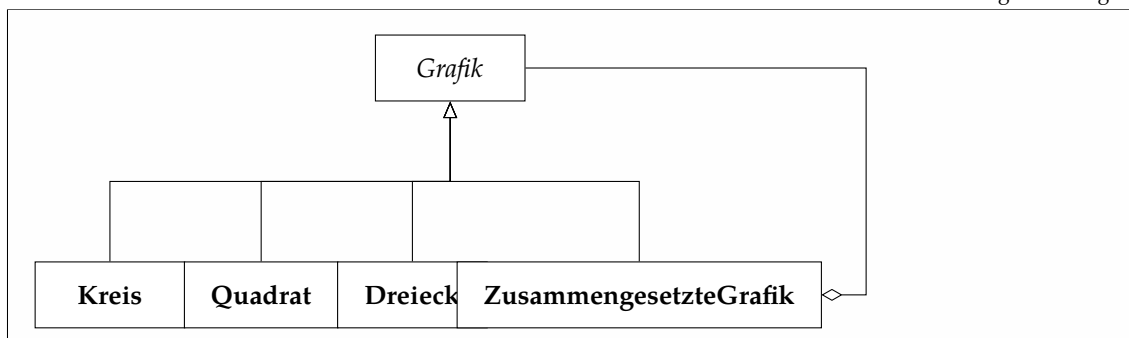 Grafik
Kreis
Quadrat
Dreieck
ZusammengesetzteGrafik